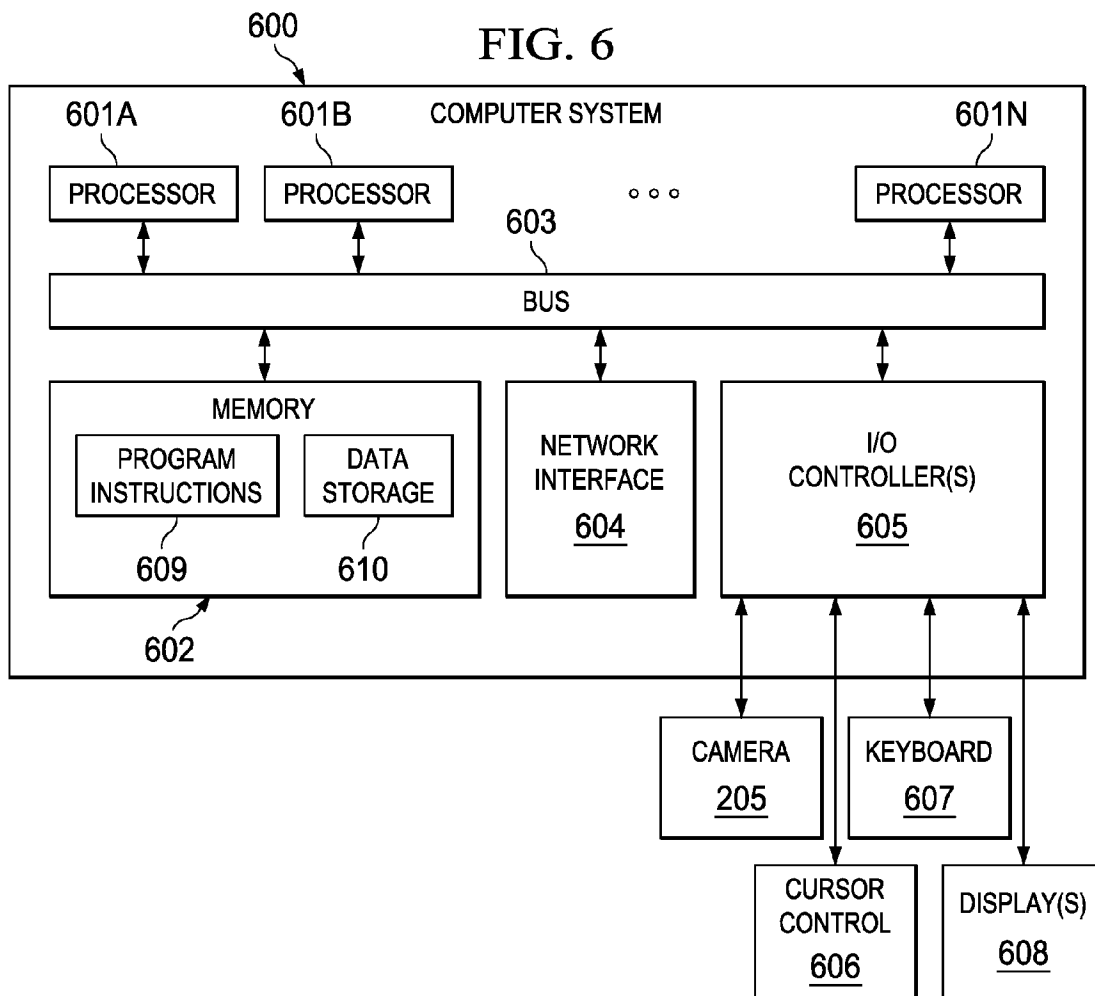 600
FIG. 6
COMPUTER SYSTEM
601A
601B
601N
PROCESSOR
PROCESSOR
PROCESSOR
603
BUS
MEMORY
PROGRAM
INSTRUCTIONS
DATA
STORAGE
609
610
602
NETWORK
INTERFACE
604
I/O
CONTROLLER(S)
605
CAMERA
205
KEYBOARD
607
CURSOR
CONTROL
606
DISPLAY(S)
608